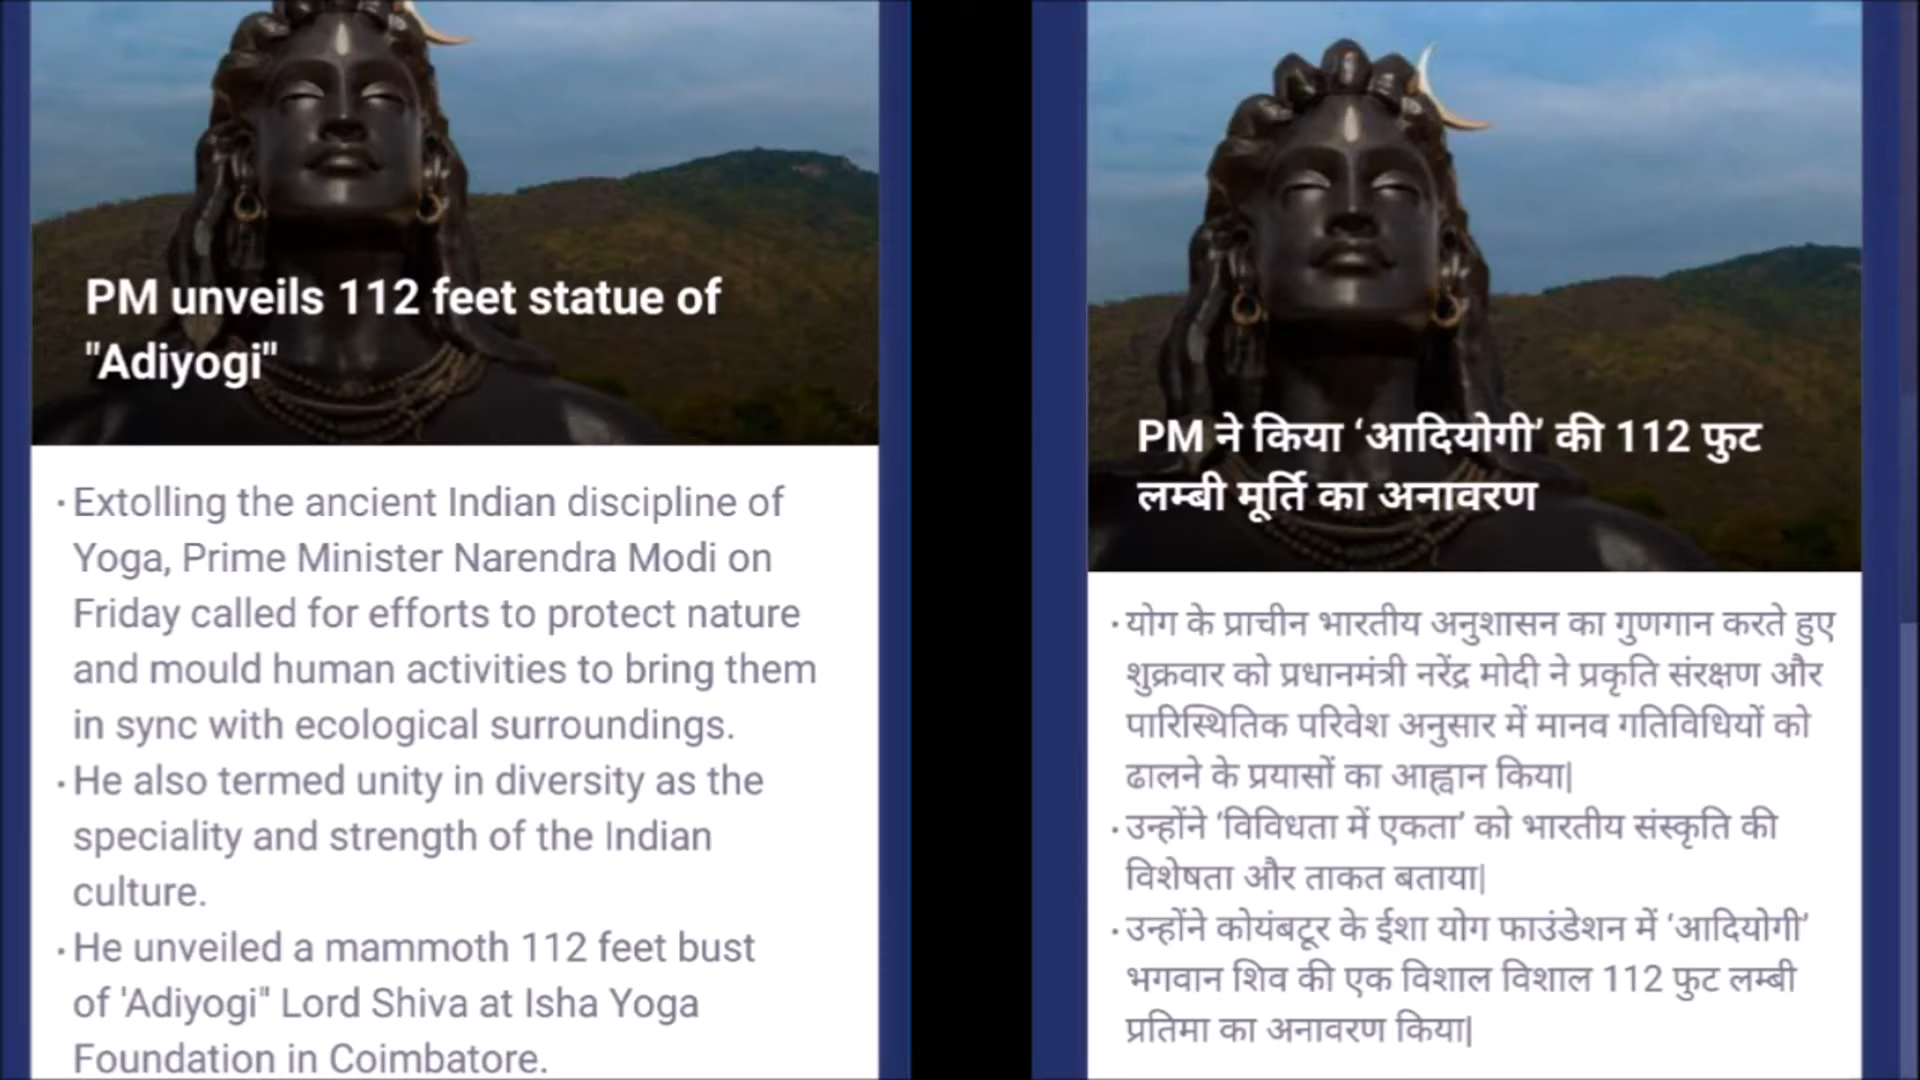 PM unveils 112 feet statue of
"Adiyogi"
· Extolling the ancient Indian discipline of
Yoga, Prime Minister Narendra Modi on
Friday called for efforts to protect nature
and mould human activities to bring them
in sync with ecological surroundings.
· He also termed unity in diversity as the
speciality and strength of the Indian
culture.
· He unveiled a mammoth 112 feet bust
of 'Adiyogi" Lord Shiva at Isha Yoga
Foundation in Coimbatore.
PM ने किया ‘आदियोगी’ की 112 फुट
लम्बी मूर्ति का अनावरण
· योग के प्राचीन भारतीय अनुशासन का गुणगान करते हुए
शुक्रवार को प्रधानमंत्री नरेंद्र मोदी ने प्रकृति संरक्षण और
पारिस्थितिक परिवेश अनुसार में मानव गतिविधियों को
ढालने के प्रयासों का आह्वान किया|
· उन्होंने ‘विविधता में एकता’ को भारतीय संस्कृति की
विशेषता और ताकत बताया|
· उन्होंने कोयंबटूर के ईशा योग फाउंडेशन में ‘आदियोगी’
भगवान शिव की एक विशाल विशाल 112 फुट लम्बी
प्रतिमा का अनावरण किया|